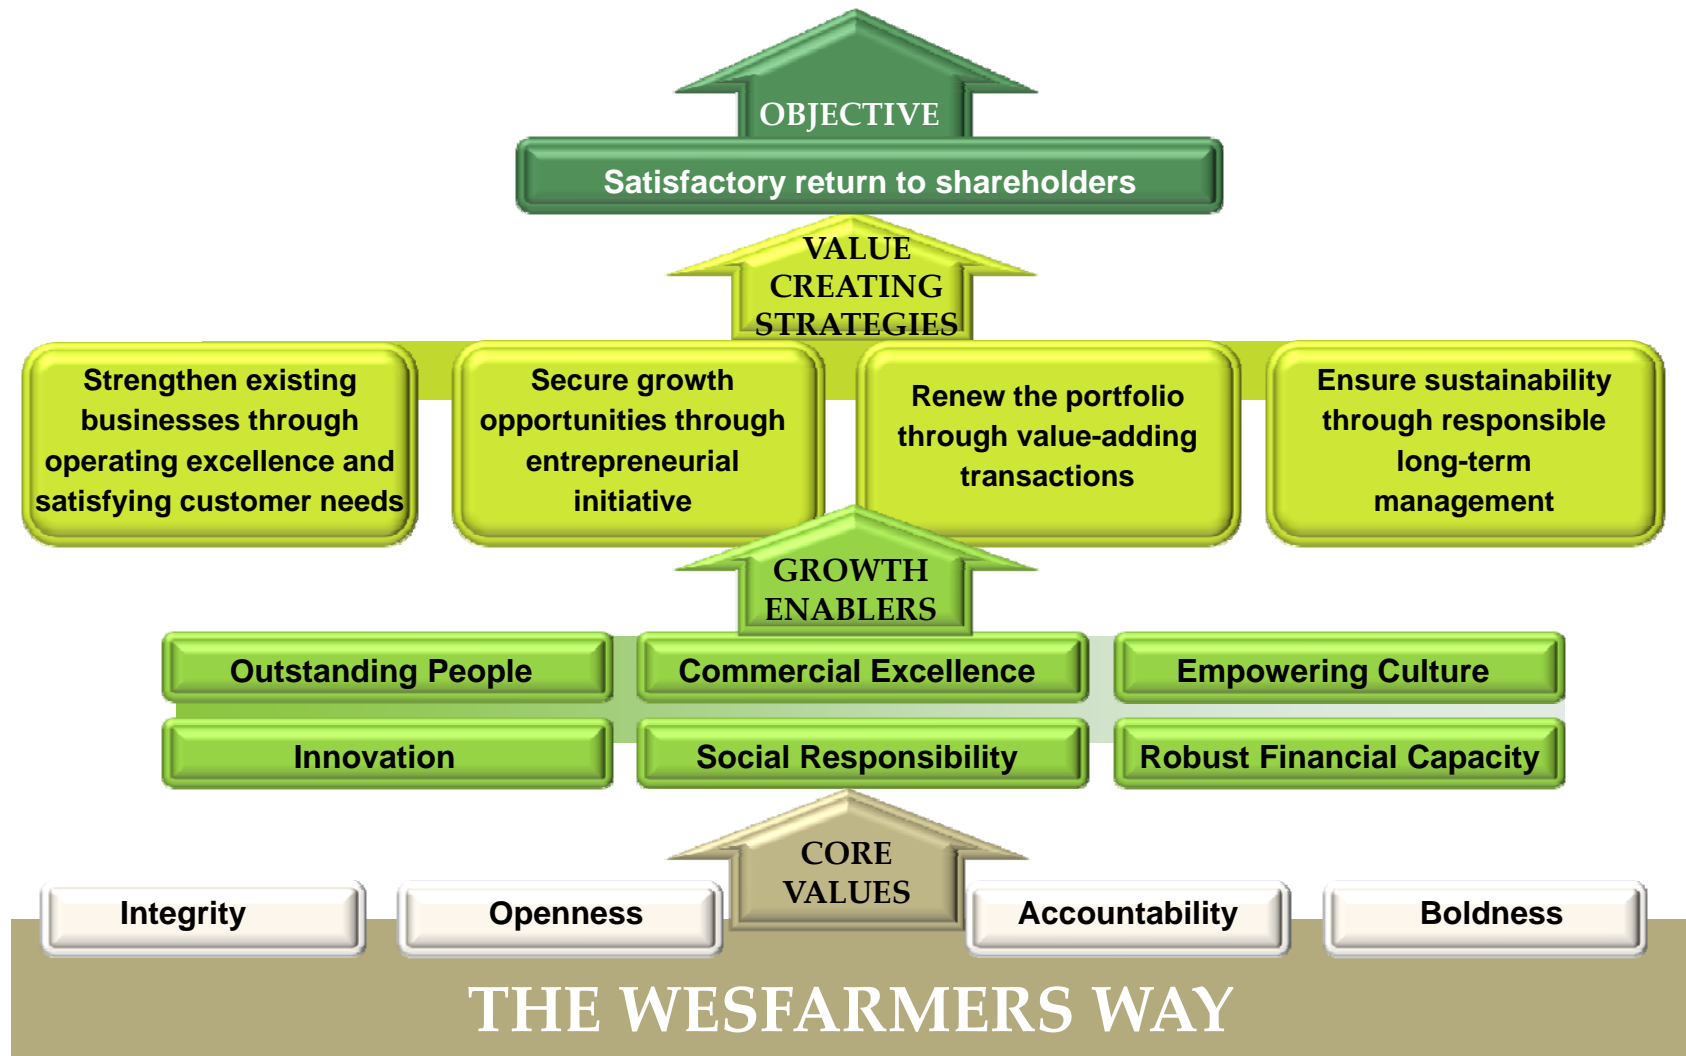 OBJECTIVE
Satisfactory return to shareholders
VALUE
CREATING
STRATEGIES
Strengthen existing
businesses through
operating excellence and
satisfying customer needs
Secure growth
opportunities through
entrepreneurial
initiative
Renew the portfolio
through value-adding
transactions
Ensure sustainability
through responsible
long-term
management
GROWTH
ENABLERS
Outstanding People
Commercial Excellence
Empowering Culture
Innovation
Social Responsibility
Robust Financial Capacity
CORE
VALUES
Integrity
Openness
Accountability
Boldness
THE WESFARMERS WAY